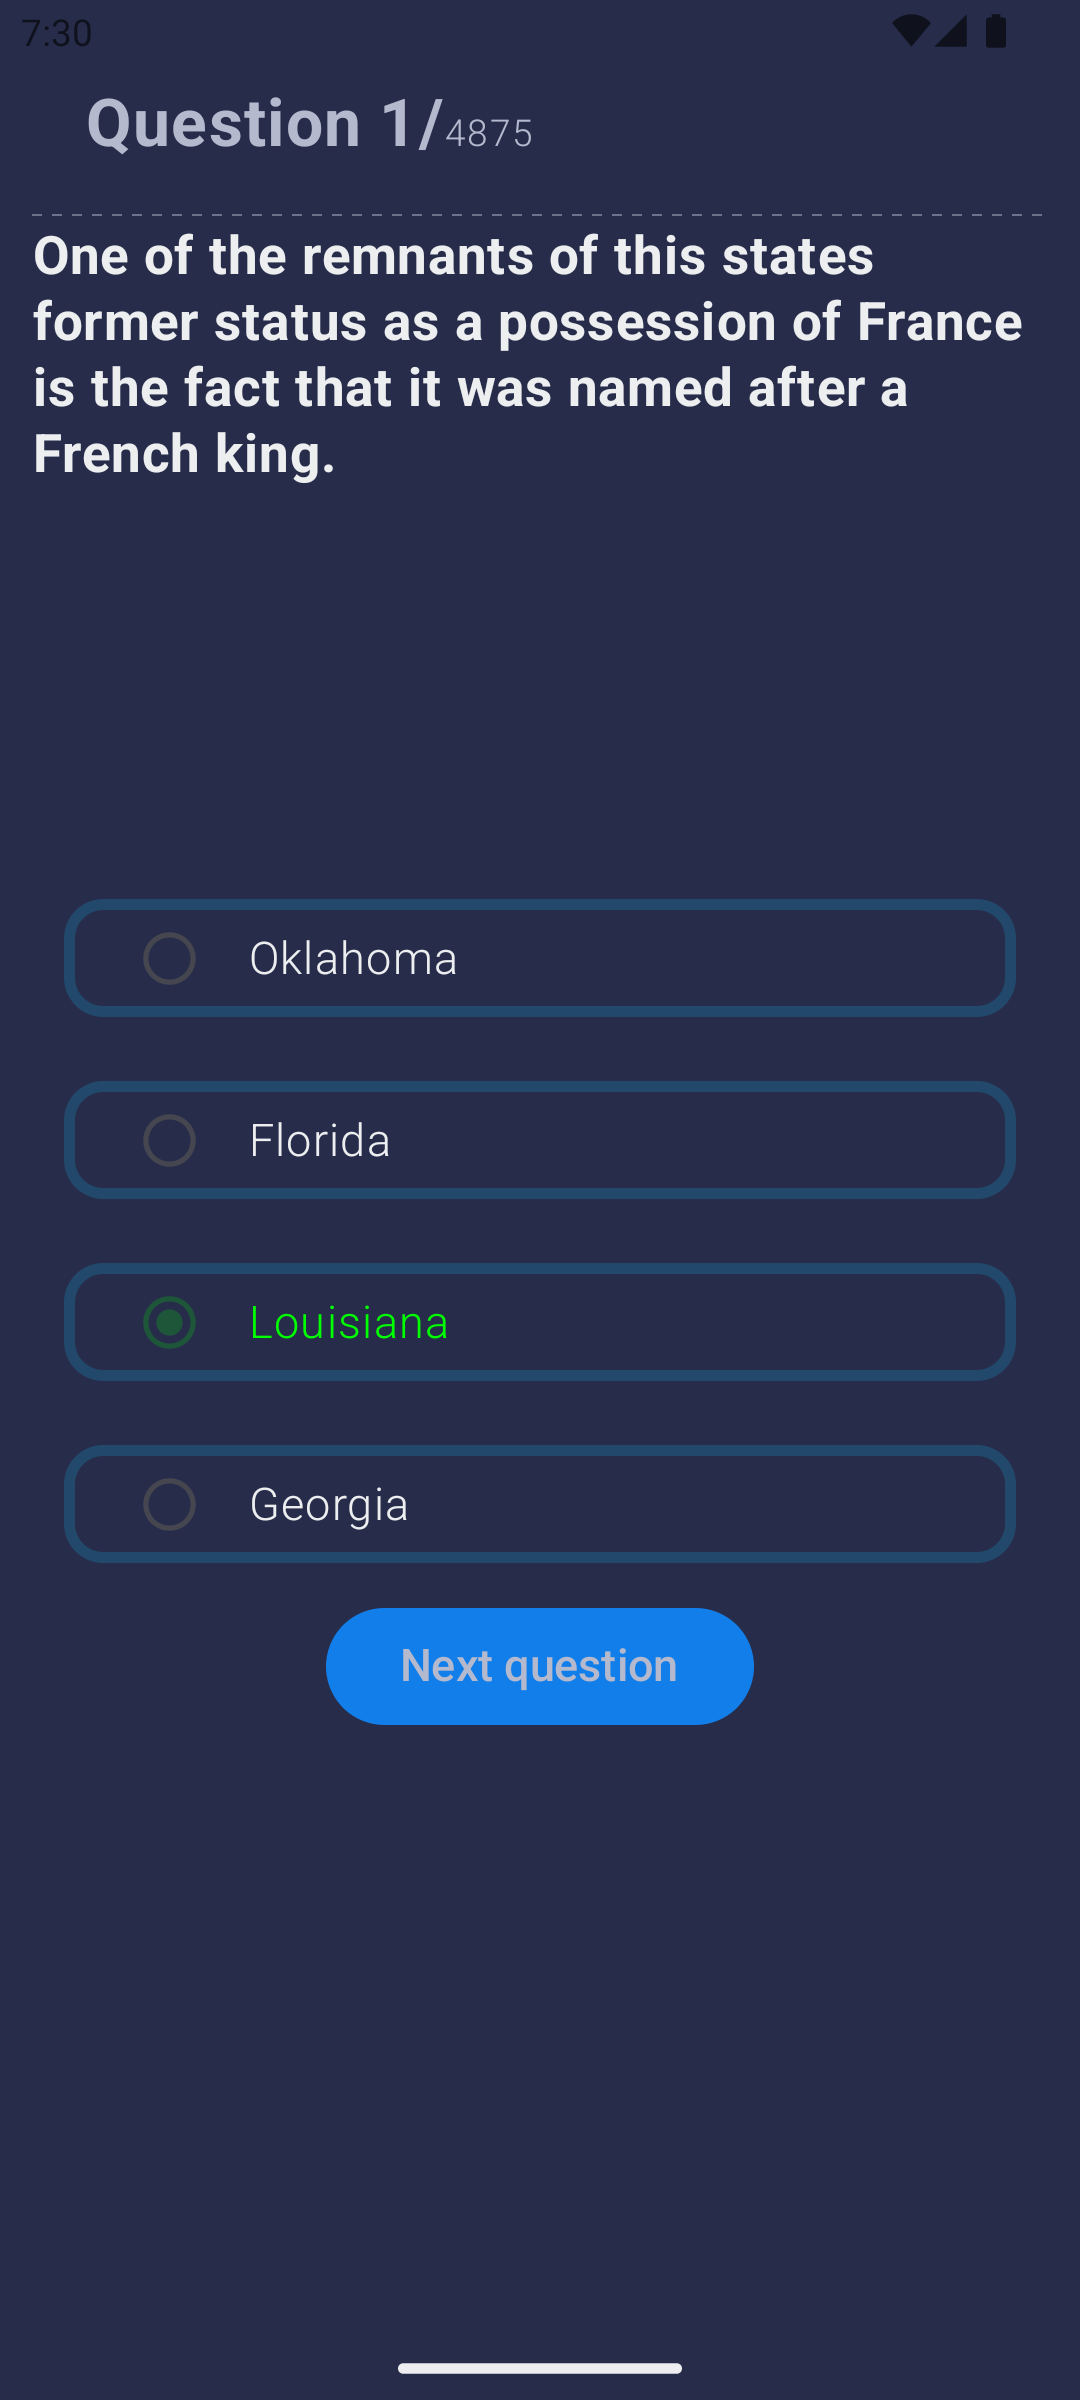 7:30
Question 1/4875
One of the remnants of this states
former status as a possession of France
is the fact that it was named after a
French king.
Oklahoma
Florida
Louisiana
Georgia
Next question